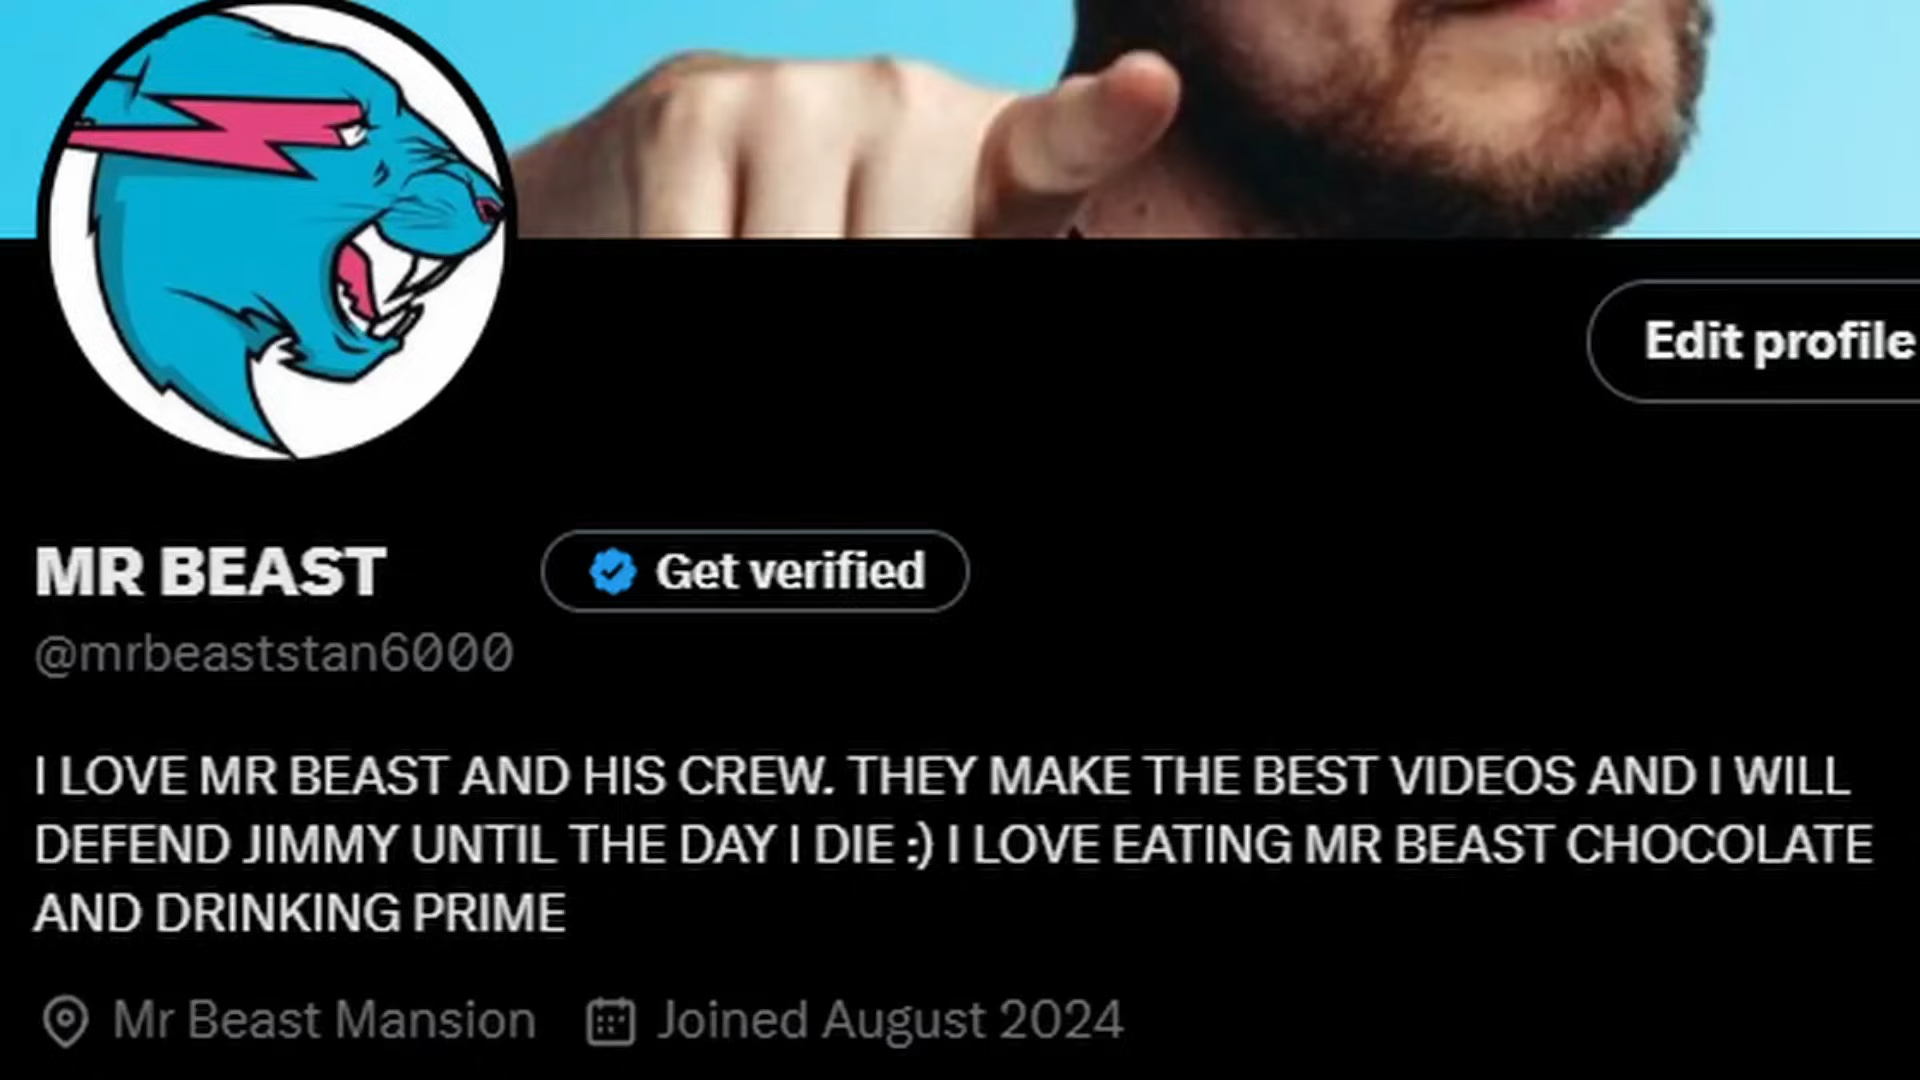 Edit profile
MR BEAST
Get verified
@mrbeaststan6000
I LOVE MR BEAST AND HIS CREW. THEY MAKE THE BEST VIDEOS AND I WILL
DEFEND JIMMY UNTIL THE DAY I DIE :) I LOVE EATING MR BEAST CHOCOLATE
AND DRINKING PRIME
Mr Beast Mansion
Joined August 2024